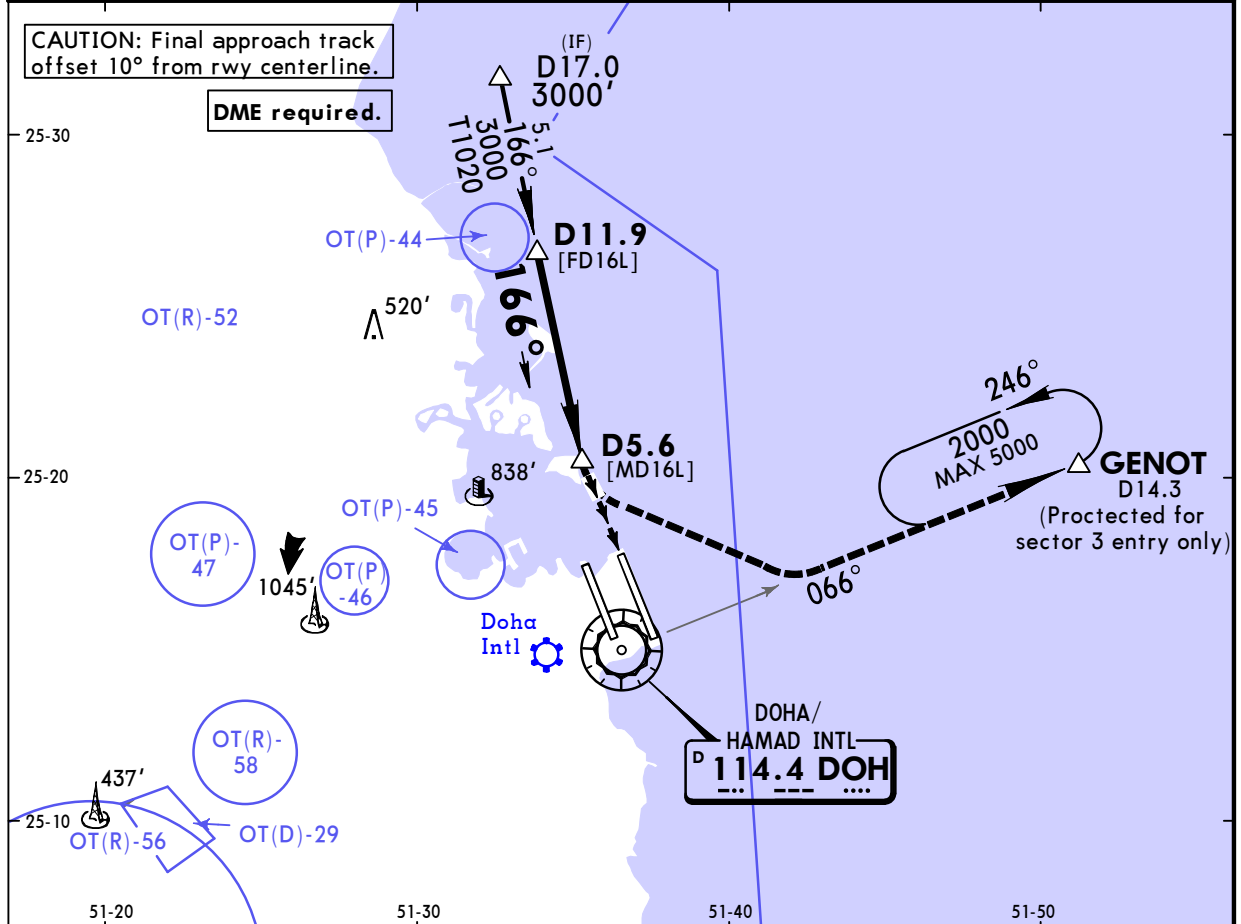 CAUTION: Final approach track
offset 10° from rwy centerline.
DME required.
(IF)
D17.0
3000'
5.1
166°
3000
T1020
25-30
OT(P)-44
D11.9
[FD16L]
166°
520'
OT(R)-52
246°
2000
MAX 5000
GENOT
D14.3
(Proctected for
sector 3 entry only)
D5.6
[MD16L]
25-20
838'
OT(P)-45
OT(P)-
47
OT(P)
-46
1045'
066°
Doha
Intl
DOHA/
HAMAD INTL
D 114.4 DOH
OT(R)-
58
437'
25-10
OT(R)-56
OT(D)-29
51-20
51-30
51-40
51-50